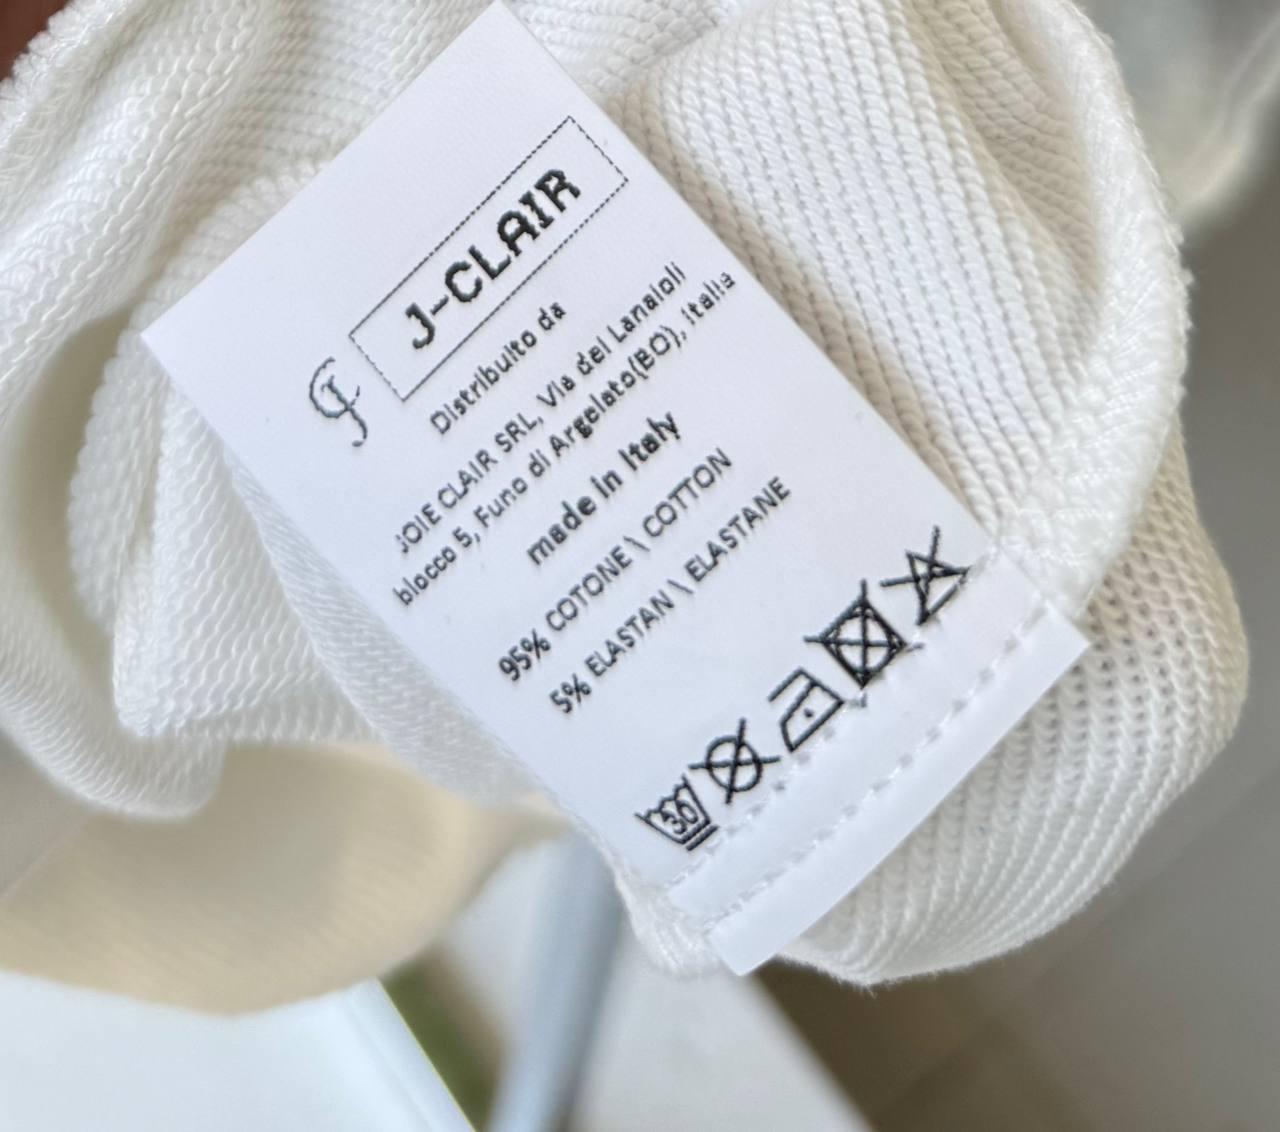 J-CLAIR
Distribuito da
JOIE CLAIR SRL, Via dei Lanaioli
blocco 5, Funo di Argelato(BO), Italia
made in Italy
95% COTONE \ COTTON
5% ELASTAN \ ELASTANE
30